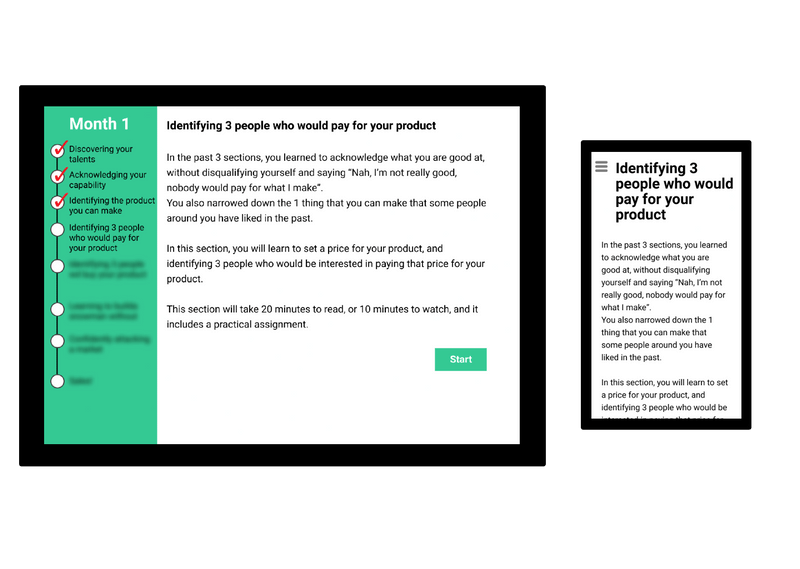 Month 1
Discovering your
talents
Acknowledging your
capability
Identifying the product
you can make
Identifying 3 people
who would pay for
your product
Identifying 3 people who would pay for your product
In the past 3 sections, you learned to acknowledge what you are good at,
without disqualifying yourself and saying “Nah, I’m not really good,
nobody would pay for what I make”.
You also narrowed down the 1 thing that you can make that some people
around you have liked in the past.
In this section, you will learn to set a price for your product, and
identifying 3 people who would be interested in paying that price for your
product.
This section will take 20 minutes to read, or 10 minutes to watch, and it
includes a practical assignment.
Start
Identifying 3
people who would
pay for your
product
In the past 3 sections, you learned
to acknowledge what you are
good at, without disqualifying
yourself and saying “Nah, I’m not
really good, nobody would pay for
what I make”.
You also narrowed down the 1
thing that you can make that
some people around you have
liked in the past.
In this section, you will learn to set
a price for your product, and
identifying 3 people who would be